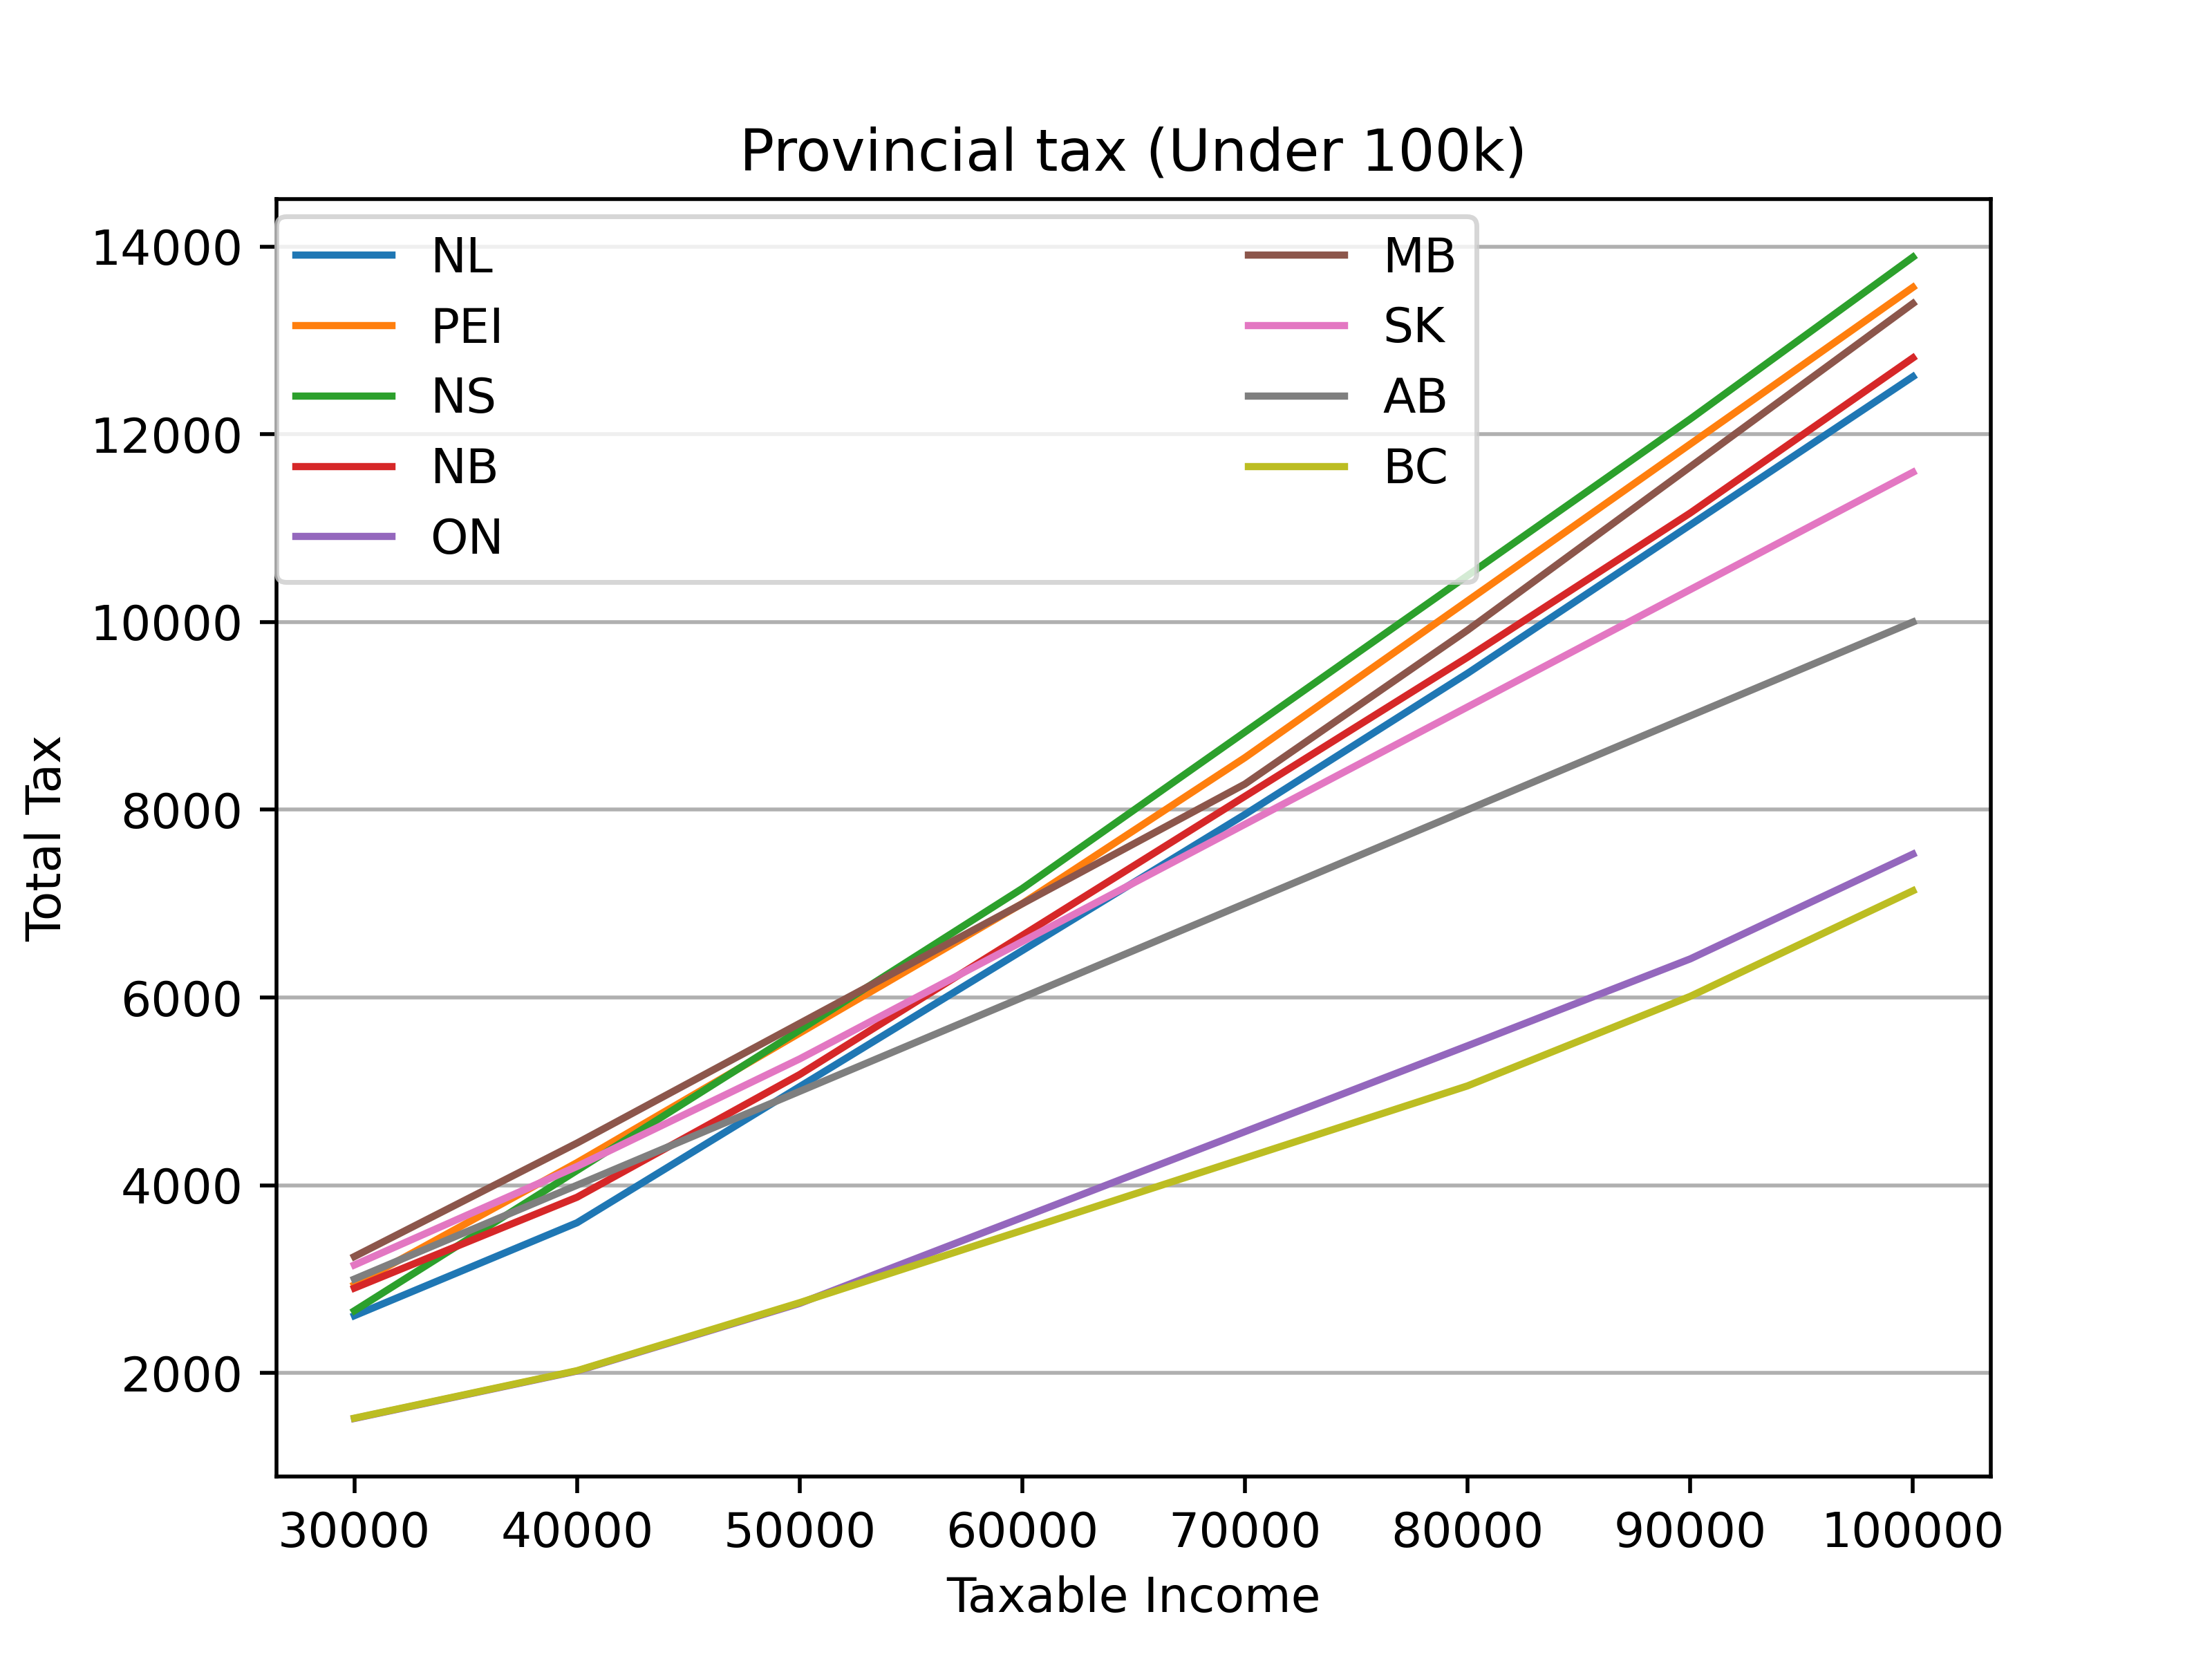 Provincial tax (Under 100k)
14000
12000
10000
8000
6000
4000
2000
Total Tax
NL
PEI
NS
NB
ON
MB
SK
AB
BC
30000 40000 50000 60000 70000 80000 90000 100000
Taxable Income